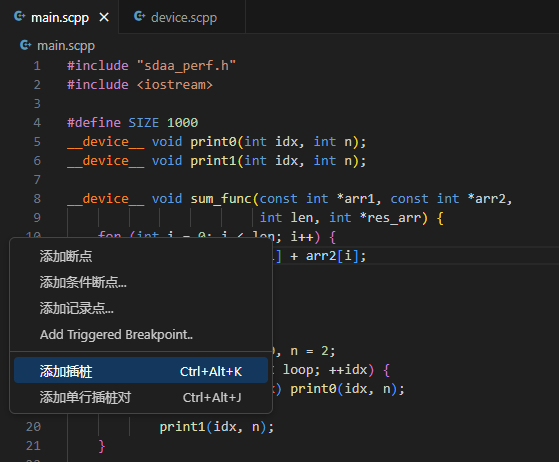 main.scpp
device.scpp
main.scpp
1 #include "sdaa_perf.h"
2 #include <iostream>
3
4 #define SIZE 1000
5 __device__ void print0(int idx, int n);
6 __device__ void print1(int idx, int n);
7
8 __device__ void sum_func(const int *arr1, const int *arr2,
9 int len, int *res_arr) {
10 for (int i = 0; i < len; i++) {
] + arr2[i];
, n = 2;
loop; ++idx) {
) print0(idx, n);
20 print1(idx, n);
21 }
添加断点
添加条件断点...
添加记录点...
Add Triggered Breakpoint..
添加插桩 Ctrl+Alt+K
添加单行插桩对 Ctrl+Alt+J